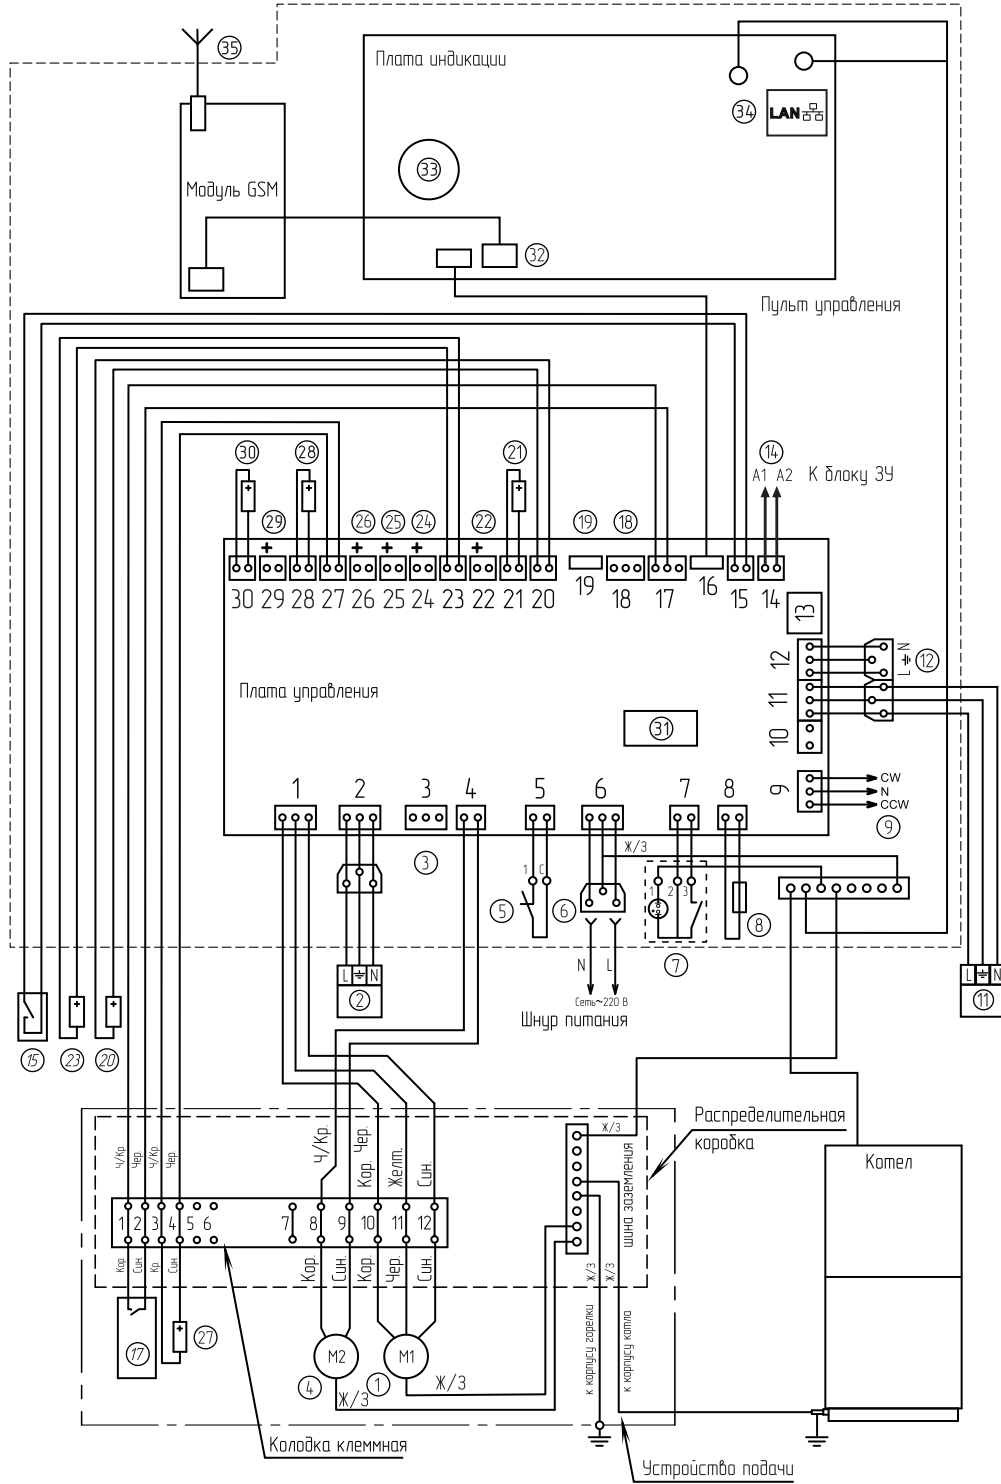 35
Плата индикации
34
LAN
33
Модуль GSM
32
Пульт управления
30
28
21
14
A1 A2 К блоку ЗУ
29
26
25
24
22
19
18
+ + + + +
30 29 28 27 26 25 24 23 22 21 20 19 18 17 16 15 14
13
12
11
10
9
N
L
12
Плата управления
31
CW
N
CCW
9
1 2 3 4 5 6 7 8
Ж/З
3
1 C
5
6
1 2 3
7
8
L N
2
N L
Сеть~220 В
Шнур питания
L N
11
15
23
20
Распределительная
коробка
Ж/З
Ч/Кр.
Чер.
Ч/Кр.
Чер.
Ч/Кр.
Кор.
Чер.
Желт.
Син.
Котел
1 2 3 4 5 6 7 8 9 10 11 12
шина заземления
Кор.
Син.
Кр.
Син.
Кор.
Син.
Кор.
Чер.
Син.
Ж/З
Ж/З
17
27
M2
M1
4
1
Ж/З
Ж/З
к корпусу горелки
к корпусу котла
Колодка клеммная
Устройство подачи